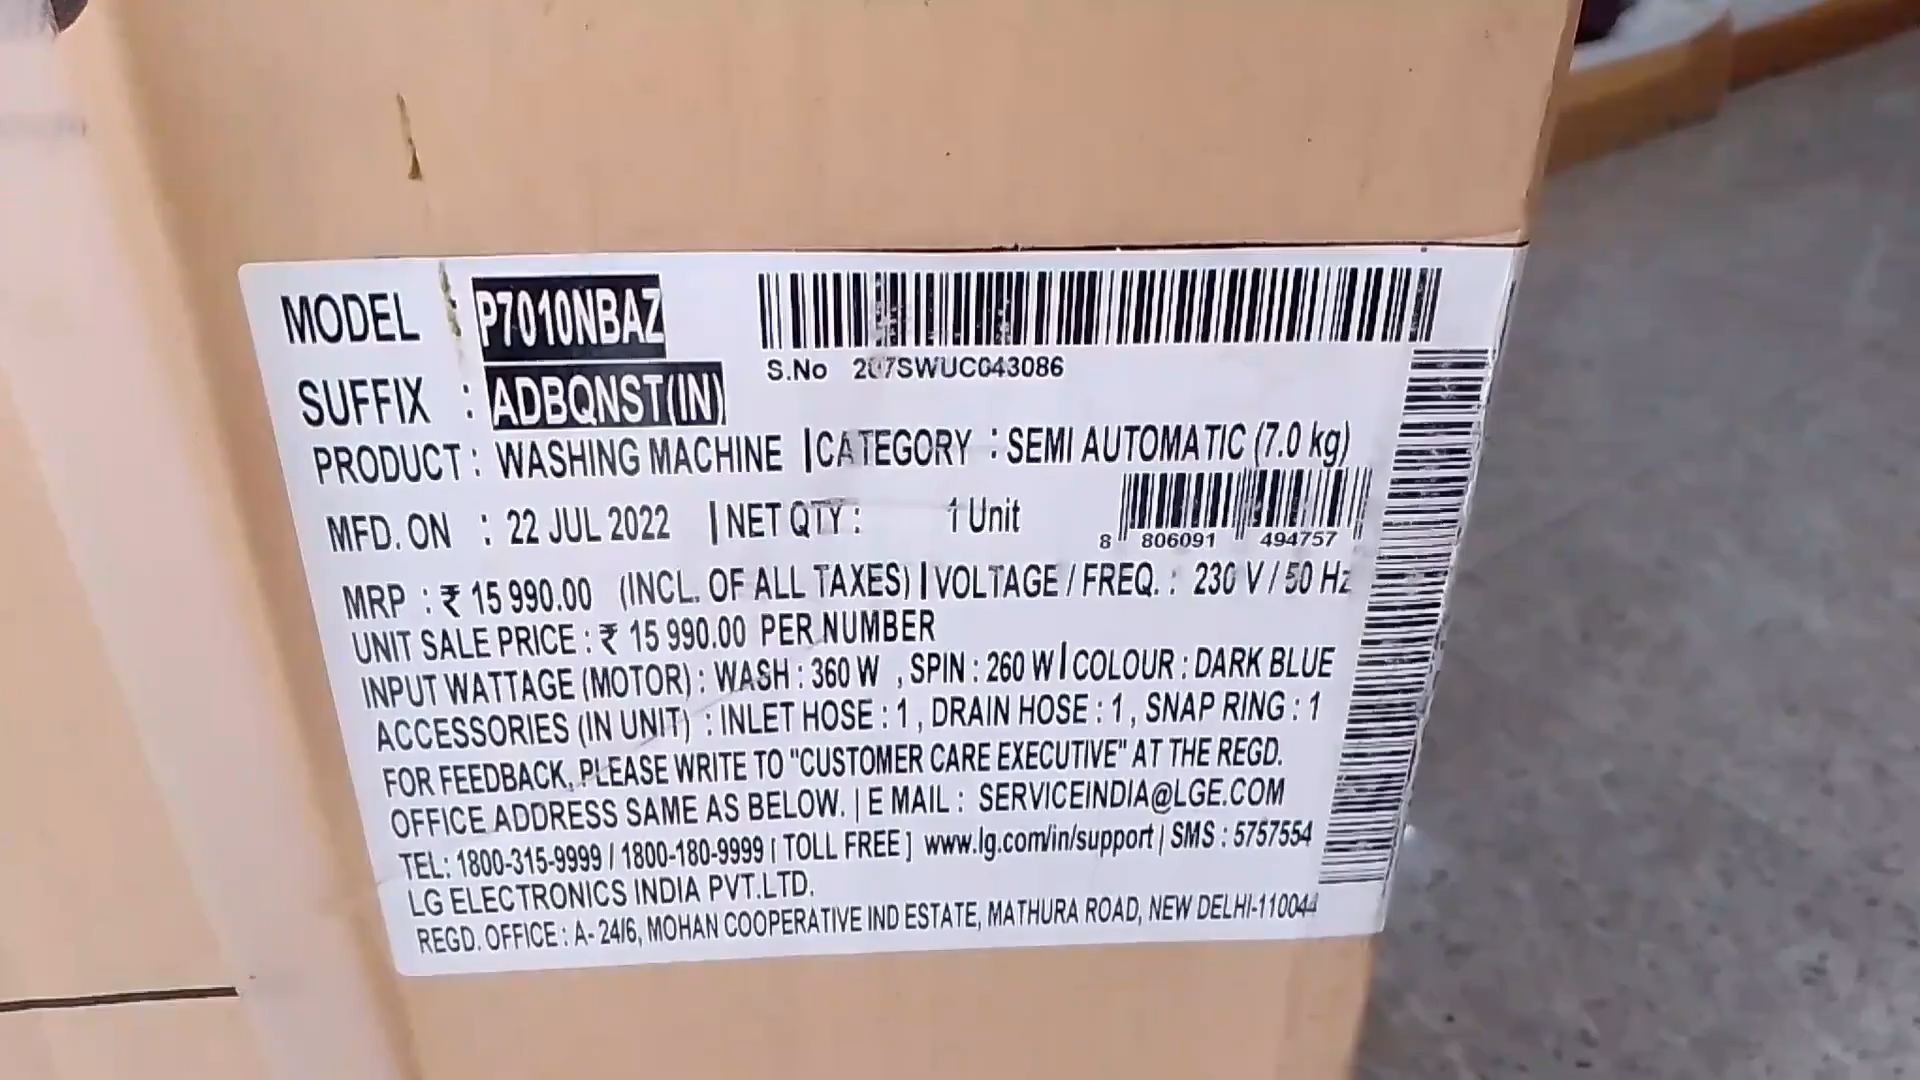 MODEL : P7010NBAZ
SUFFIX : ADBQNST(IN)
S.No
PRODUCT : WASHING MACHINE | CATEGORY : SEMI AUTOMATIC (7.0 kg)
MFD. ON : 22 JUL 2022 | NET QTY : 1 Unit
8 806091 494757
MRP : ₹ 15 990.00 (INCL. OF ALL TAXES) | VOLTAGE / FREQ. : 230 V / 50 Hz
UNIT SALE PRICE : ₹ 15 990.00 PER NUMBER
INPUT WATTAGE (MOTOR) : WASH : 360 W , SPIN : 260 W | COLOUR : DARK BLUE
ACCESSORIES (IN UNIT) : INLET HOSE : 1 , DRAIN HOSE : 1 , SNAP RING : 1
FOR FEEDBACK, PLEASE WRITE TO "CUSTOMER CARE EXECUTIVE" AT THE REGD.
OFFICE ADDRESS SAME AS BELOW. | E MAIL : SERVICEINDIA@LGE.COM
TEL: 1800-315-9999 / 1800-180-9999 [ TOLL FREE ] www.lg.com/in/support | SMS : 5757554
LG ELECTRONICS INDIA PVT.LTD.
REGD. OFFICE : A- 24/6, MOHAN COOPERATIVE IND ESTATE, MATHURA ROAD, NEW DELHI-110044